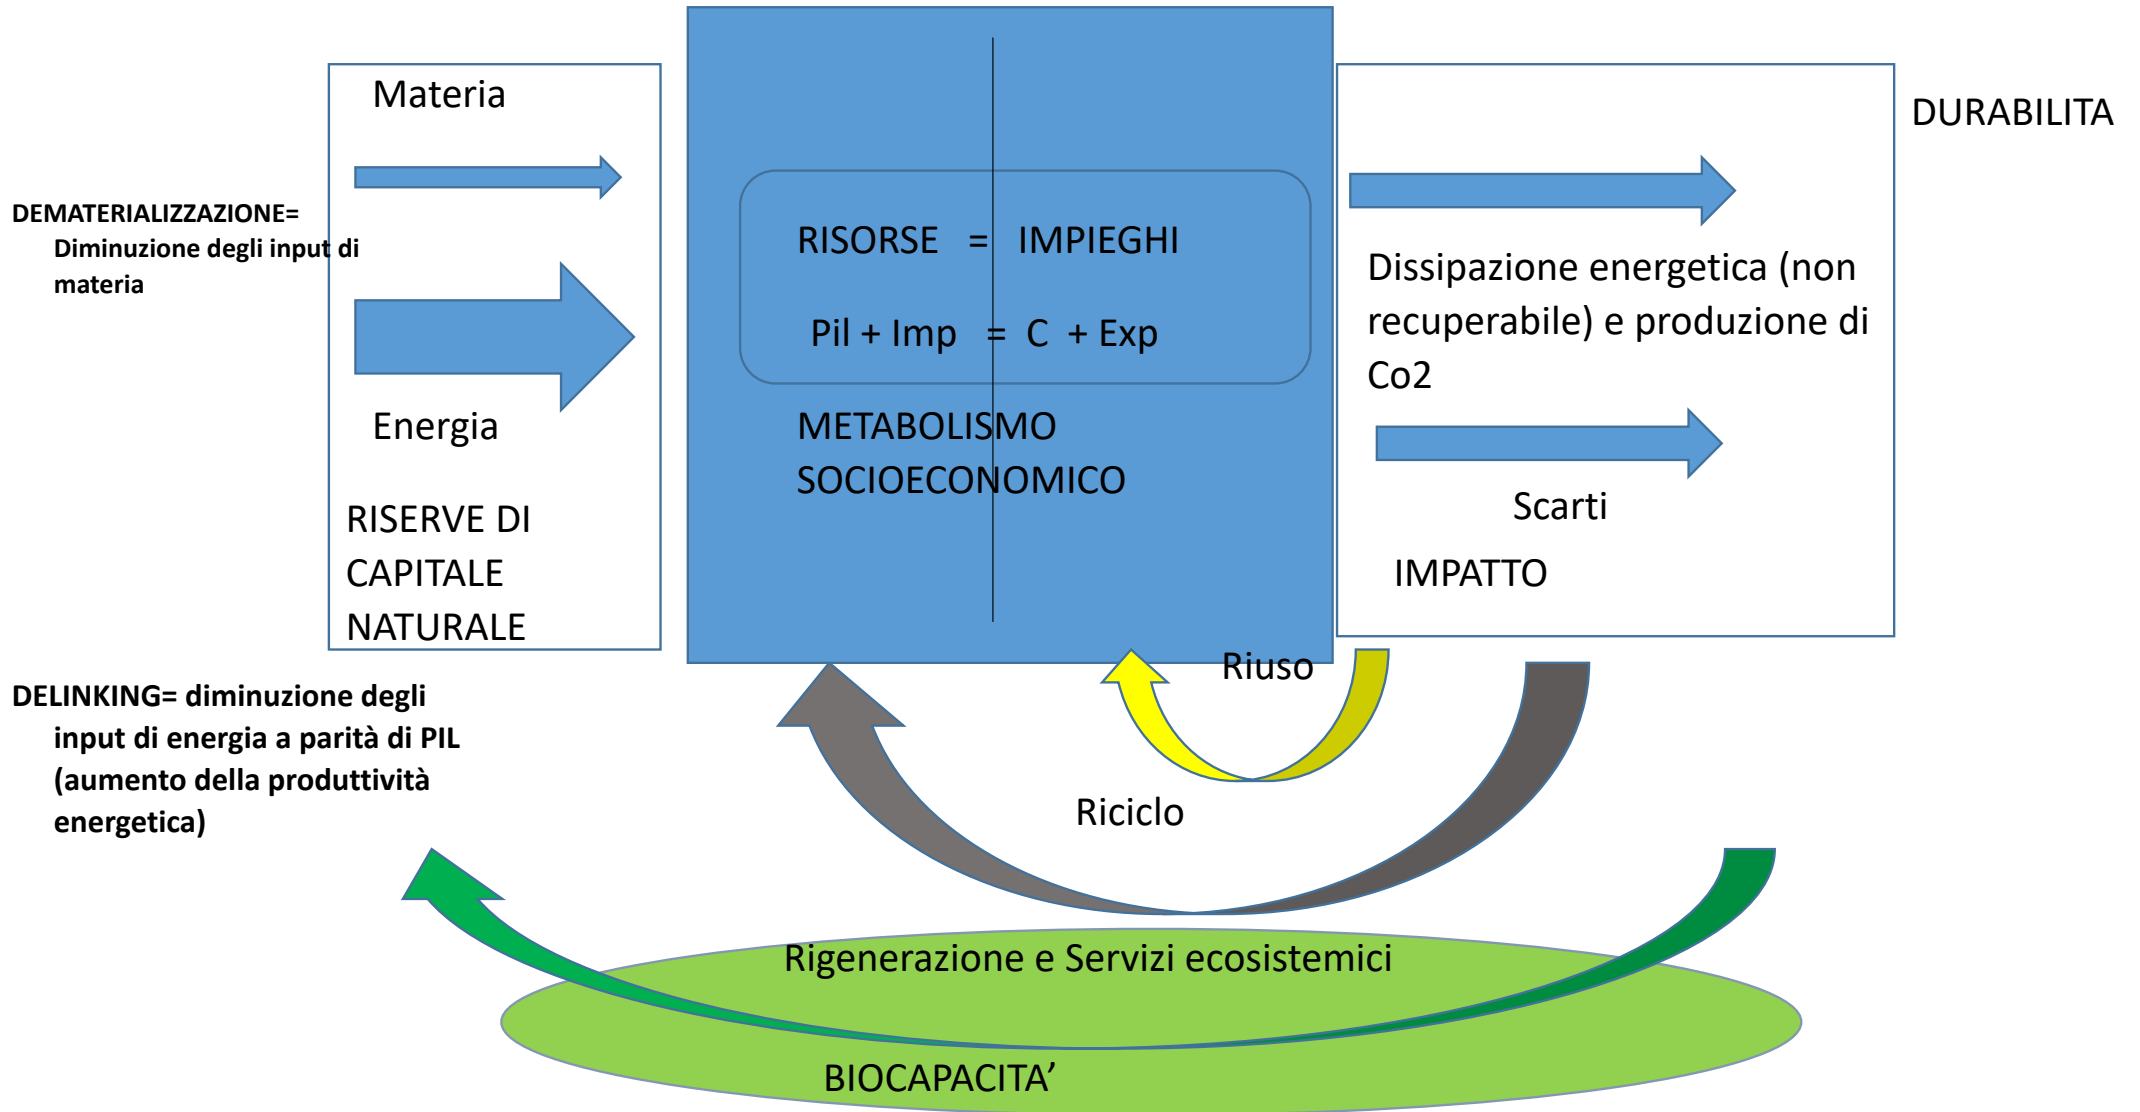 Materia
DURABILITA
DEMATERIALIZZAZIONE=
Diminuzione degli input di
materia
RISORSE = IMPIEGHI
Pil + Imp = C + Exp
Dissipazione energetica (non
recuperabile) e produzione di
Co2
Energia
METABOLISMO
SOCIOECONOMICO
RISERVE DI
CAPITALE
NATURALE
Scarti
IMPATTO
Riuso
DELINKING= diminuzione degli
input di energia a parità di PIL
(aumento della produttività
energetica)
Riciclo
Rigenerazione e Servizi ecosistemici
BIOCAPACITA’